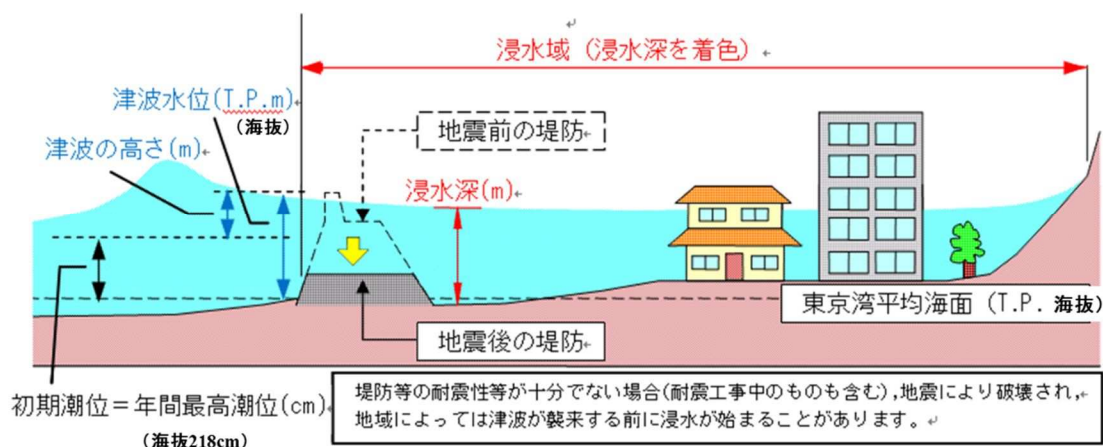 浸水域（浸水深を着色）
津波水位(T.P.m)
（海抜）
地震前の堤防
津波の高さ(m)
浸水深(m)
東京湾平均海面（T.P. 海抜）
地震後の堤防
初期潮位＝年間最高潮位(cm)
（海抜218cm）
堤防等の耐震性等が十分でない場合(耐震工事中のものも含む),地震により破壊され,
地域によっては津波が襲来する前に浸水が始まることがあります。